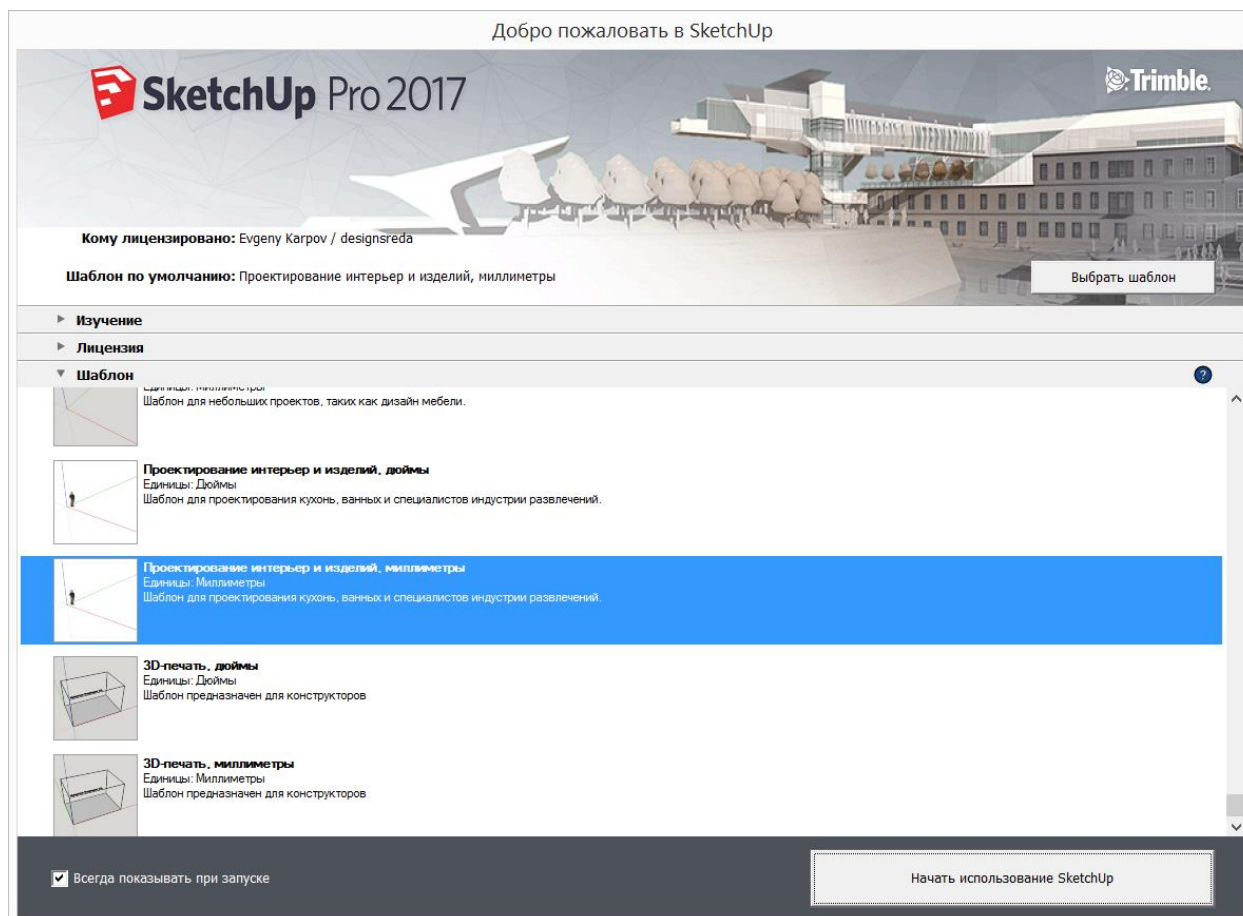 Добро пожаловать в SketchUp
SketchUp Pro 2017
Trimble.
Кому лицензировано: Evgeny Karpov / designsreda
Шаблон по умолчанию: Проектирование интерьер и изделий, миллиметры
Выбрать шаблон
Изучение
Лицензия
Шаблон
?
Единицы: Миллиметры
Шаблон для небольших проектов, таких как дизайн мебели.
Проектирование интерьер и изделий, дюймы
Единицы: Дюймы
Шаблон для проектирования кухонь, ванных и специалистов индустрии развлечений.
Проектирование интерьер и изделий, миллиметры
Единицы: Миллиметры
Шаблон для проектирования кухонь, ванных и специалистов индустрии развлечений.
3D-печать, дюймы
Единицы: Дюймы
Шаблон предназначен для конструкторов
3D-печать, миллиметры
Единицы: Миллиметры
Шаблон предназначен для конструкторов
Всегда показывать при запуске
Начать использование SketchUp